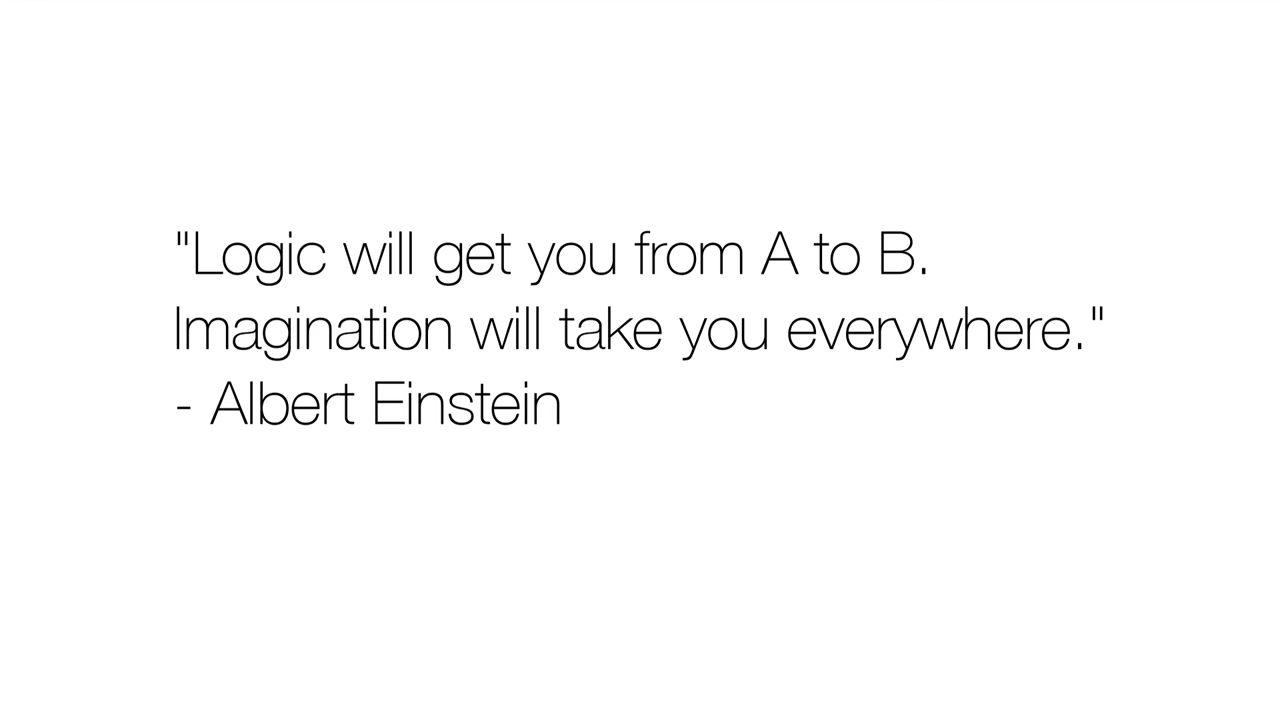 "Logic will get you from A to B.
Imagination will take you everywhere."
- Albert Einstein